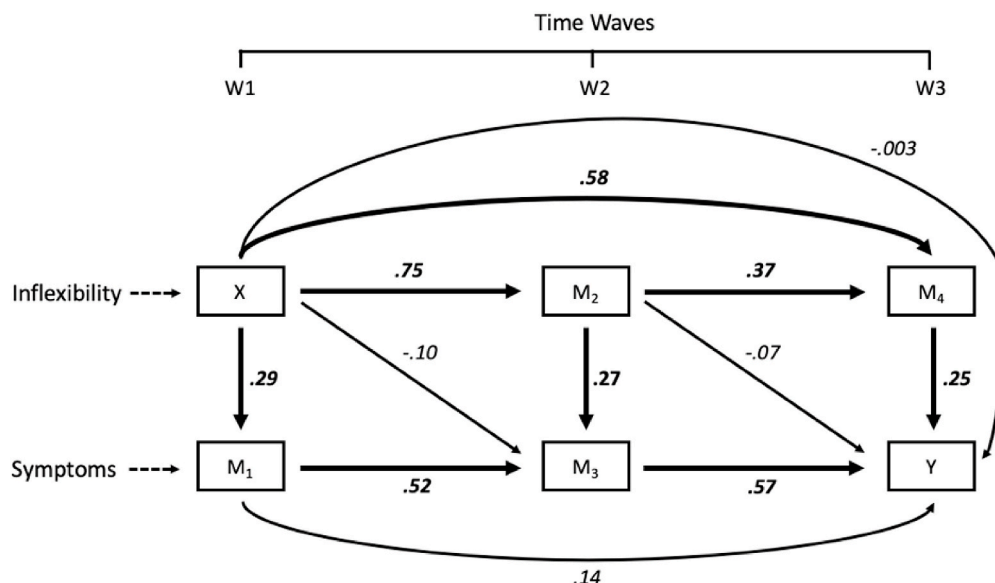 Time Waves
W1 W2 W3
-.003
.58
.75 .37
Inflexibility X M₂ M₄
-.10 -.07
.29 .27 .25
Symptoms M₁ M₃ Y
.52 .57
.14